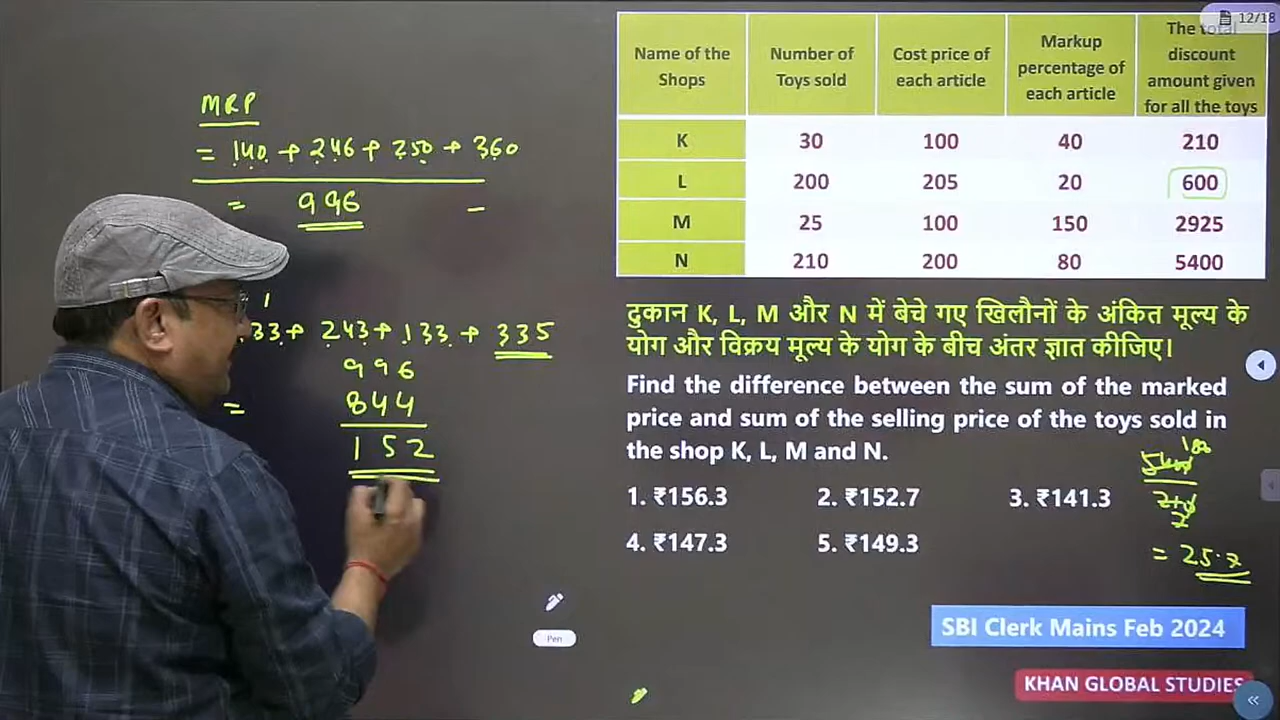 12/18
MRP
= 140 + 246 + 250 + 360
= 996 –
1
33 + 243 + 133 + 335
996
844
=
152
Name of the Shops | Number of Toys sold | Cost price of each article | Markup percentage of each article | The total discount amount given for all the toys
K | 30 | 100 | 40 | 210
L | 200 | 205 | 20 | 600
M | 25 | 100 | 150 | 2925
N | 210 | 200 | 80 | 5400
दुकान K, L, M और N में बेचे गए खिलौनों के अंकित मूल्य के
योग और विक्रय मूल्य के योग के बीच अंतर ज्ञात कीजिए।
Find the difference between the sum of the marked
price and sum of the selling price of the toys sold in
the shop K, L, M and N.
1. ₹156.3 2. ₹152.7 3. ₹141.3
4. ₹147.3 5. ₹149.3
= 25.7
Pen
SBI Clerk Mains Feb 2024
KHAN GLOBAL STUDIES